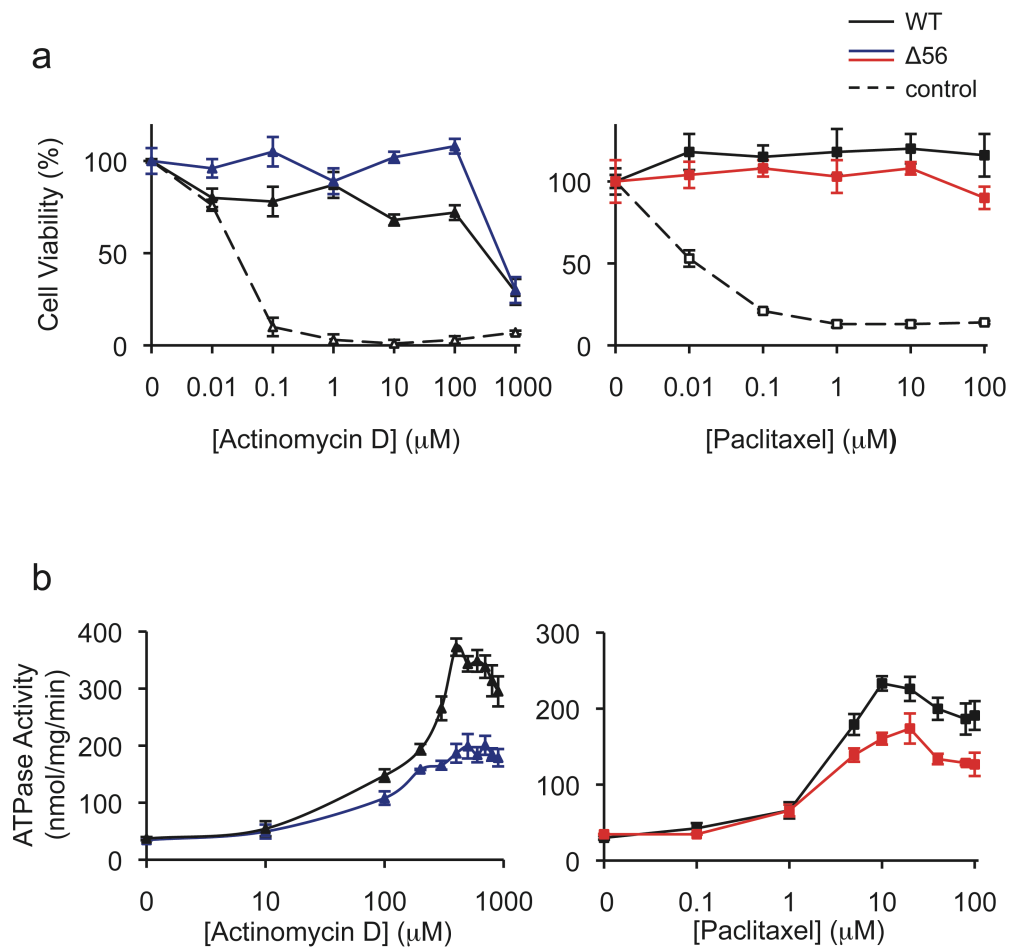 a
WT
Δ56
control
Cell Viability (%)
100
50
0
0 0.01 0.1 1 10 100 1000
[Actinomycin D] (μM)
100
50
0
0 0.01 0.1 1 10 100
[Paclitaxel] (μM)
b
ATPase Activity
(nmol/mg/min)
400
300
200
100
0
0 10 100 1000
[Actinomycin D] (μM)
300
200
100
0
0 0.1 1 10 100
[Paclitaxel] (μM)